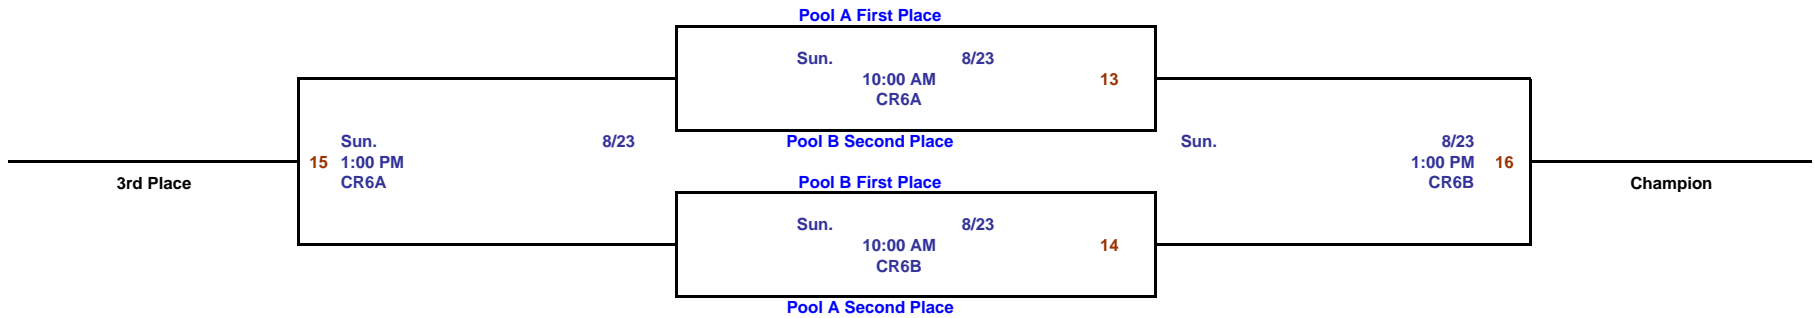 Pool A First Place
Sun. 8/23
10:00 AM 13
CR6A
Sun. 8/23 Pool B Second Place Sun. 8/23
15 1:00 PM 1:00 PM 16
3rd Place CR6A Pool B First Place CR6B Champion
Sun. 8/23
10:00 AM 14
CR6B
Pool A Second Place